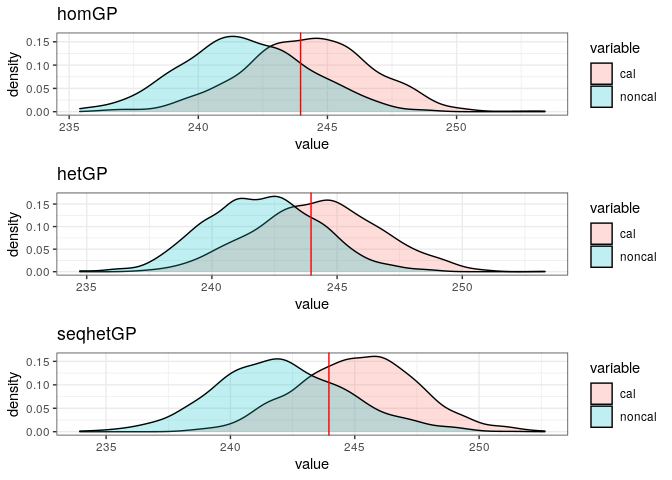 homGP
density
0.15
0.10
0.05
0.00
235
240
245
250
value
variable
cal
noncal
hetGP
density
0.15
0.10
0.05
0.00
235
240
245
250
value
variable
cal
noncal
seqhetGP
density
0.15
0.10
0.05
0.00
235
240
245
250
value
variable
cal
noncal